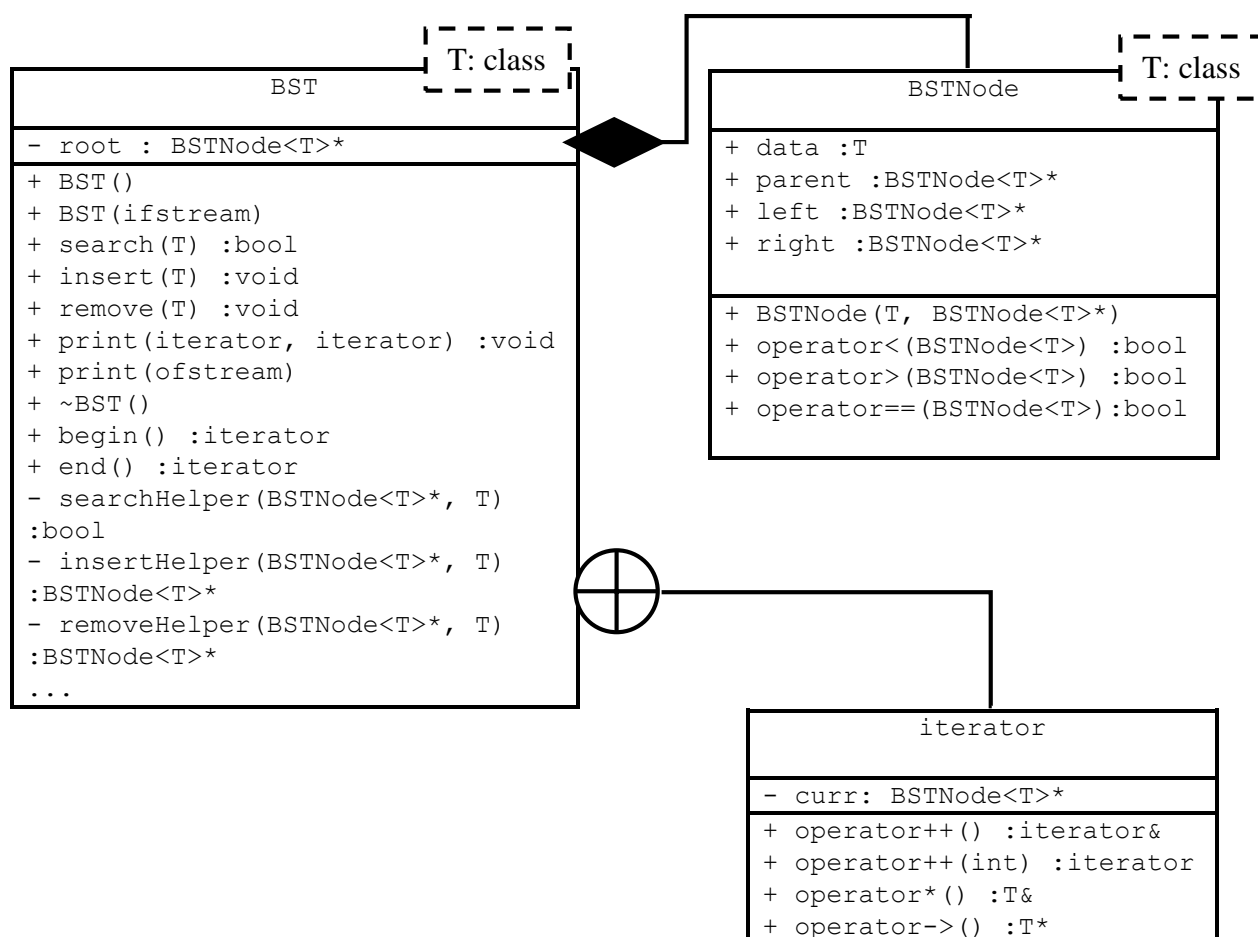 T: class
BST
- root : BSTNode<T>*
+ BST()
+ BST(ifstream)
+ search(T) :bool
+ insert(T) :void
+ remove(T) :void
+ print(iterator, iterator) :void
+ print(ofstream)
+ ~BST()
+ begin() :iterator
+ end() :iterator
- searchHelper(BSTNode<T>*, T)
:bool
- insertHelper(BSTNode<T>*, T)
:BSTNode<T>*
- removeHelper(BSTNode<T>*, T)
:BSTNode<T>*
...
T: class
BSTNode
+ data :T
+ parent :BSTNode<T>*
+ left :BSTNode<T>*
+ right :BSTNode<T>*
+ BSTNode(T, BSTNode<T>*)
+ operator<(BSTNode<T>) :bool
+ operator>(BSTNode<T>) :bool
+ operator==(BSTNode<T>):bool
iterator
- curr: BSTNode<T>*
+ operator++() :iterator&
+ operator++(int) :iterator
+ operator*() :T&
+ operator->() :T*